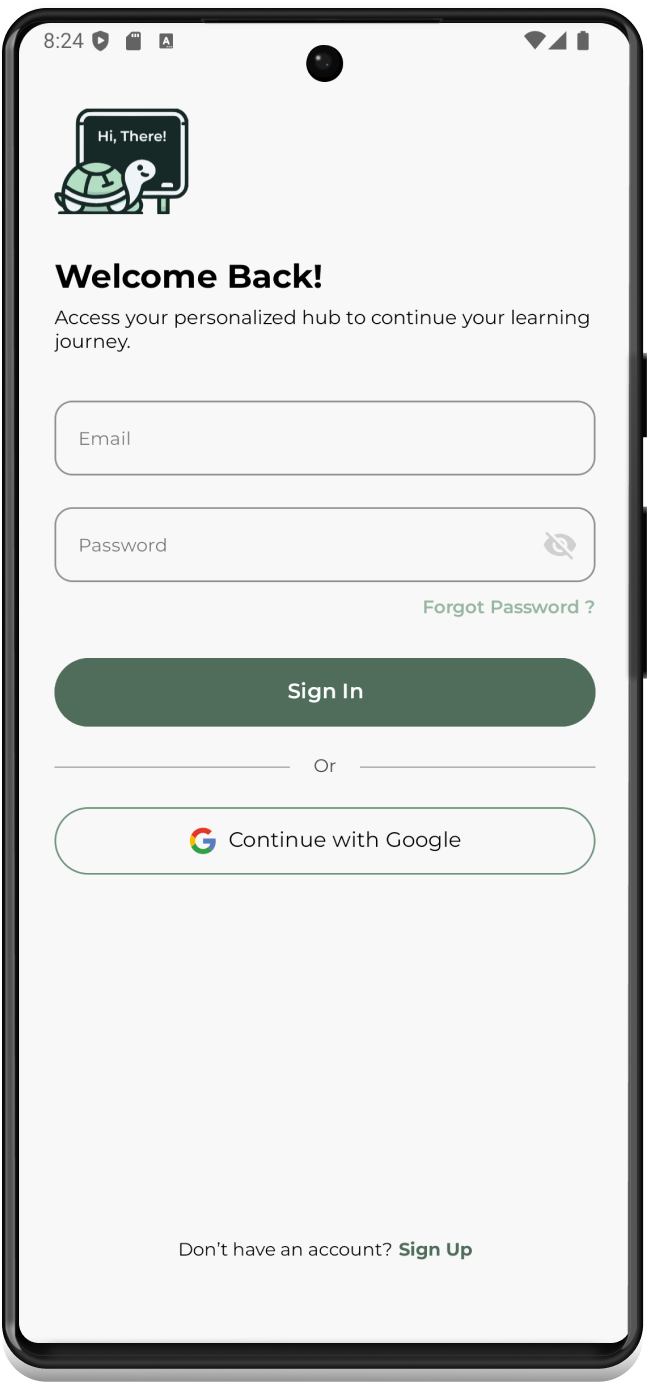 8:24
A
Hi, There!
Welcome Back!
Access your personalized hub to continue your learning
journey.
Email
Password
Forgot Password ?
Sign In
Or
G Continue with Google
Don’t have an account? Sign Up